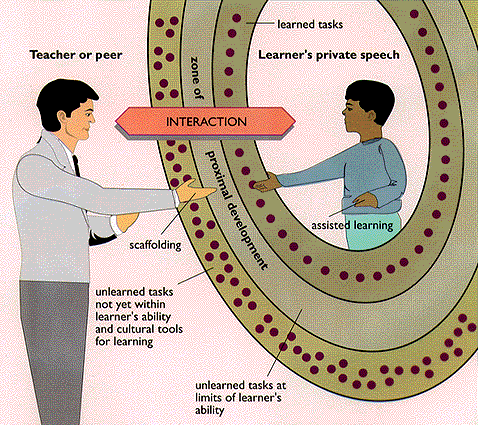 learned tasks
Teacher or peer
Learner's private speech
zone of
INTERACTION
proximal development
assisted learning
scaffolding
unlearned tasks
not yet within
learner's ability
and cultural tools
for learning
unlearned tasks at
limits of learner's
ability